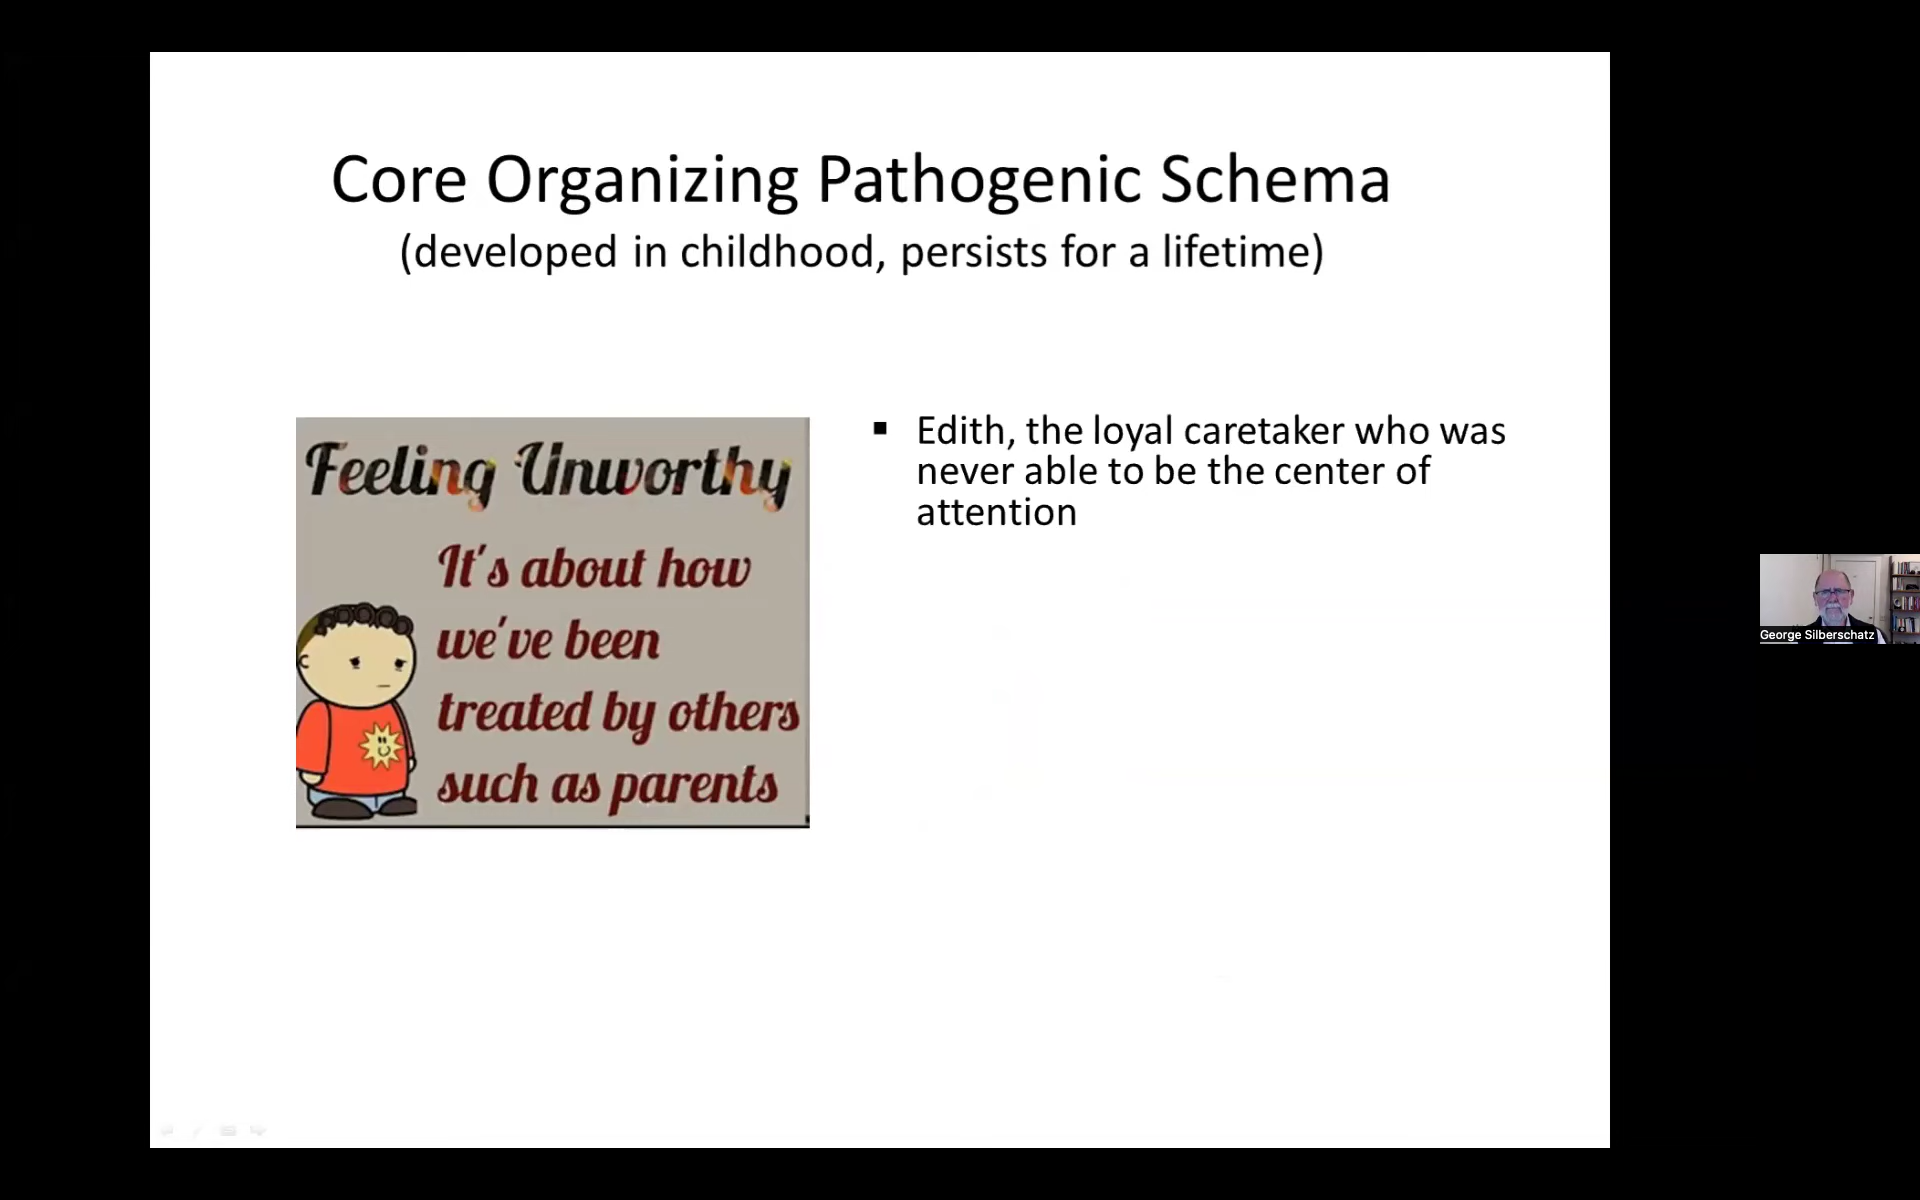 Core Organizing Pathogenic Schema
(developed in childhood, persists for a lifetime)
Feeling Unworthy
It's about how
we've been
treated by others
such as parents
▪ Edith, the loyal caretaker who was
never able to be the center of
attention
George Silberschatz